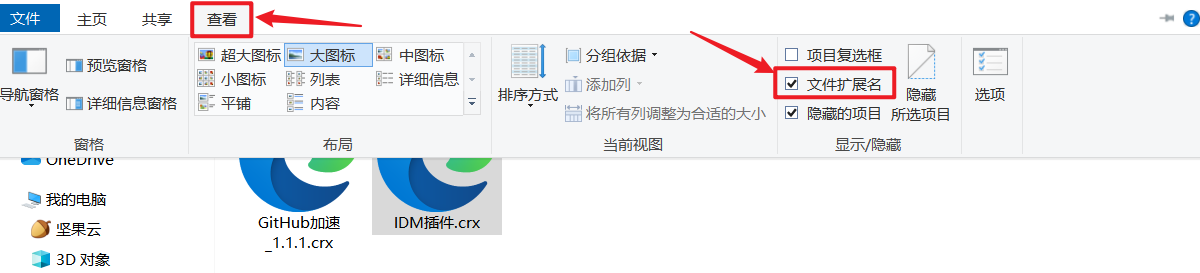 文件
主页
共享
查看
导航窗格
预览窗格
详细信息窗格
窗格
超大图标
大图标
中图标
小图标
列表
详细信息
平铺
内容
布局
排序方式
分组依据
添加列
将所有列调整为合适的大小
当前视图
项目复选框
文件扩展名
隐藏的项目
隐藏
所选项目
显示/隐藏
选项
OneDrive
我的电脑
坚果云
3D 对象
GitHub加速
_1.1.1.crx
IDM插件.crx